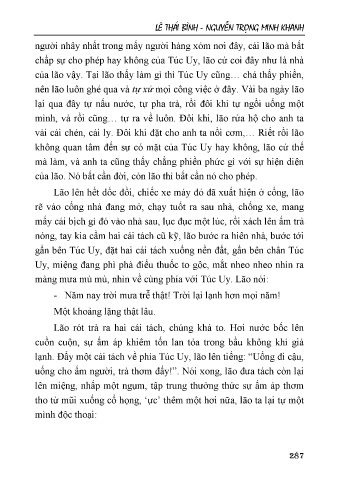 LÊ THÁI BÌNH - NGUYỄN TRỌNG MINH KHANH
người nhây nhất trong mấy người hàng xóm nơi đây, cái lão mà bất
chấp sự cho phép hay không của Túc Uy, lão cứ coi đây như là nhà
của lão vậy. Tại lão thấy làm gì thì Túc Uy cũng… chả thấy phiền,
nên lão luôn ghé qua và tự xử mọi công việc ở đây. Vài ba ngày lão
lại qua đây tự nấu nước, tự pha trà, rồi đôi khi tự ngồi uống một
mình, và rồi cũng… tự ra về luôn. Đôi khi, lão rửa hộ cho anh ta
vài cái chén, cái ly. Đôi khi đặt cho anh ta nồi cơm,… Riết rồi lão
không quan tâm đến sự có mặt của Túc Uy hay không, lão cứ thế
mà làm, và anh ta cũng thấy chẳng phiền phức gì với sự hiện diện
của lão. Nó bất cần đời, còn lão thì bất cần nó cho phép.
Lão lên hết dốc đồi, chiếc xe máy đỏ đã xuất hiện ở cổng, lão
rẽ vào cổng nhà đang mở, chạy tuốt ra sau nhà, chống xe, mang
mấy cái bịch gì đó vào nhà sau, lục đục một lúc, rồi xách lên ấm trà
nóng, tay kia cầm hai cái tách cũ kỹ, lão bước ra hiên nhà, bước tới
gần bên Túc Uy, đặt hai cái tách xuống nền đất, gần bên chân Túc
Uy, miệng đang phì phà điếu thuốc to gộc, mắt nheo nheo nhìn ra
màng mưa mù mù, nhìn về cùng phía với Túc Uy. Lão nói:
- Năm nay trời mưa trễ thật! Trời lại lạnh hơn mọi năm!
Một khoảng lặng thật lâu.
Lão rót trà ra hai cái tách, chúng khá to. Hơi nước bốc lên
cuồn cuộn, sự ấm áp khiêm tốn lan tỏa trong bầu không khí giá
lạnh. Đẩy một cái tách về phía Túc Uy, lão lên tiếng: “Uống đi cậu,
uống cho ấm người, trà thơm đấy!”. Nói xong, lão đưa tách còn lại
lên miệng, nhấp một ngụm, tập trung thưởng thức sự ấm áp thơm
tho từ mũi xuống cổ họng, ‘ực’ thêm một hơi nữa, lão ta lại tự một
mình độc thoại:
287